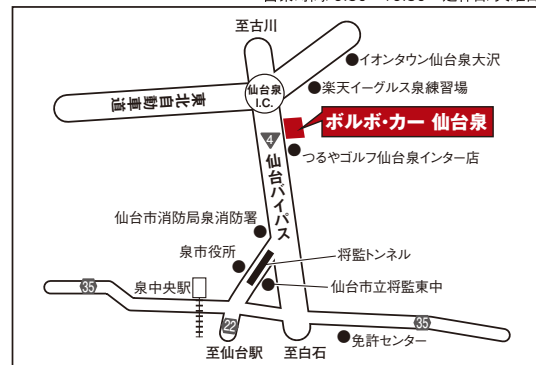 至古川
イオンタウン仙台泉大沢
仙台泉
I.C.
楽天イーグルス泉練習場
東北自動車道
ボルボ・カー 仙台泉
4
つるやゴルフ仙台泉インター店
仙台バイパス
仙台市消防局泉消防署
泉市役所
将監トンネル
泉中央駅
仙台市立将監東中
35
22
35
免許センター
至仙台駅
至白石